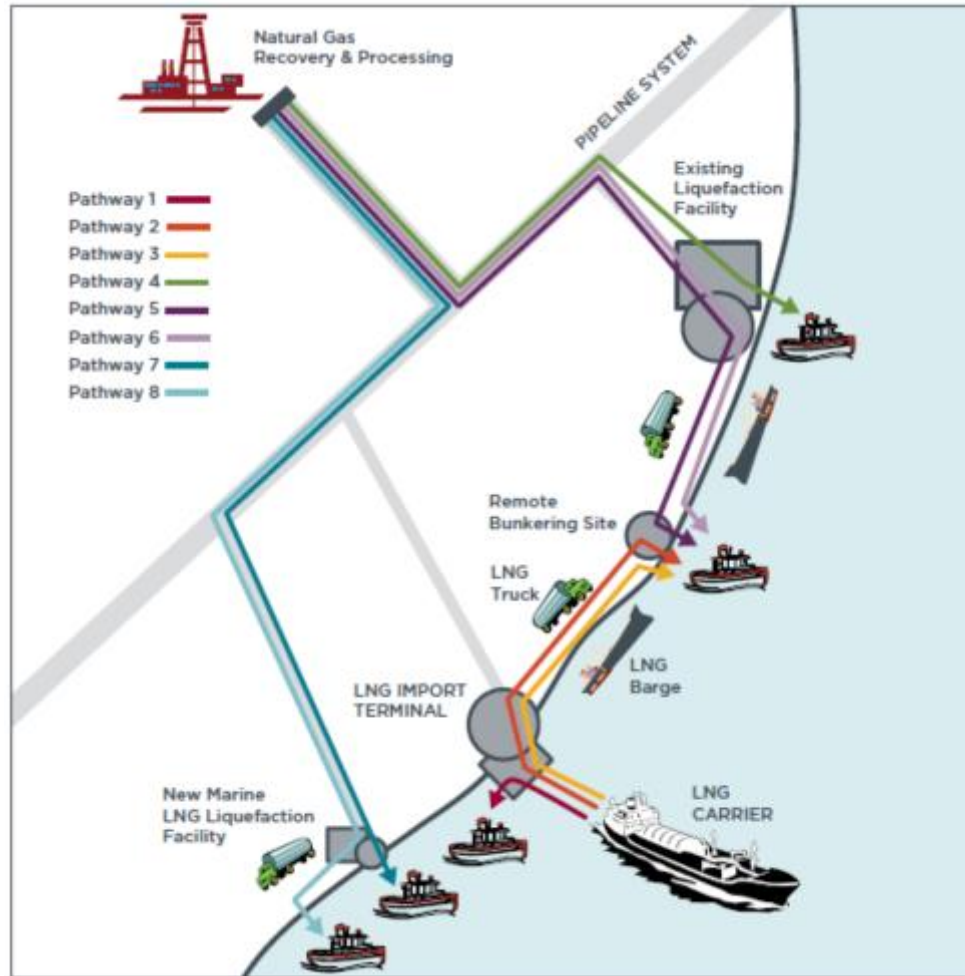 Natural Gas
Recovery & Processing
PIPELINE SYSTEM
Existing
Liquefaction
Facility
Pathway 1
Pathway 2
Pathway 3
Pathway 4
Pathway 5
Pathway 6
Pathway 7
Pathway 8
Remote
Bunkering Site
LNG
Truck
LNG
Barge
LNG IMPORT
TERMINAL
New Marine
LNG Liquefaction
Facility
LNG
CARRIER